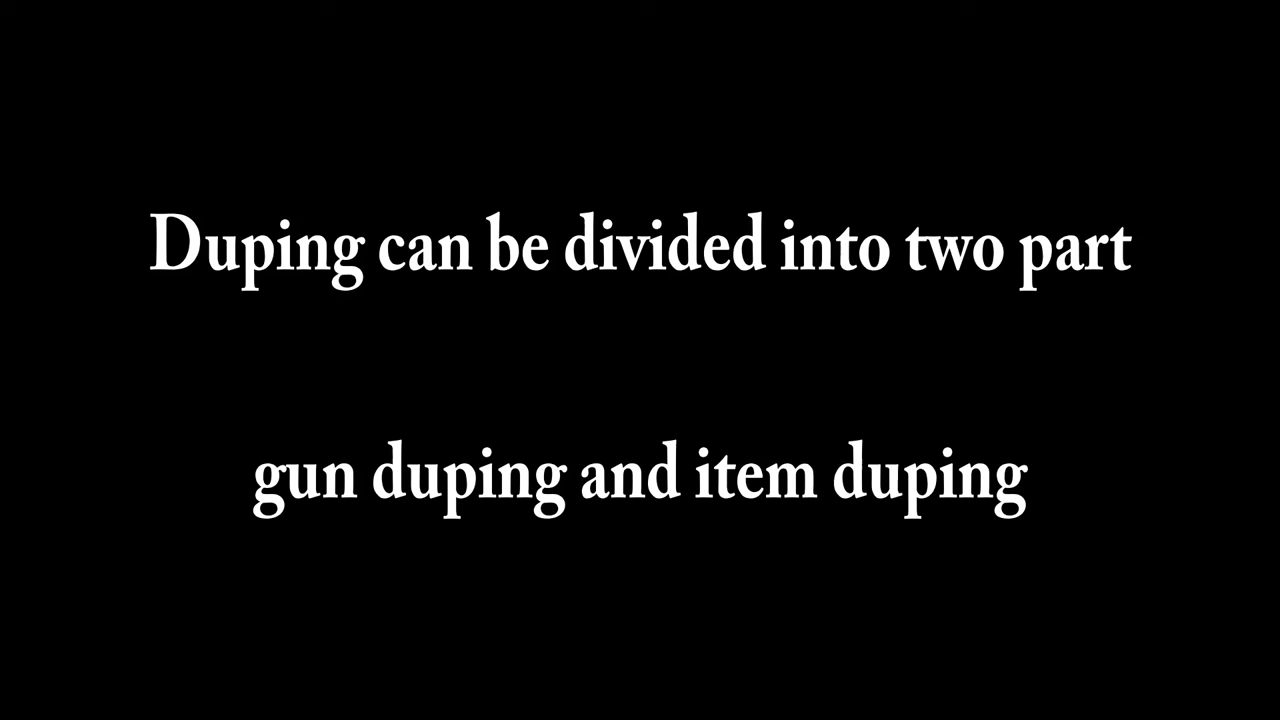 Duping can be divided into two part
gun duping and item duping